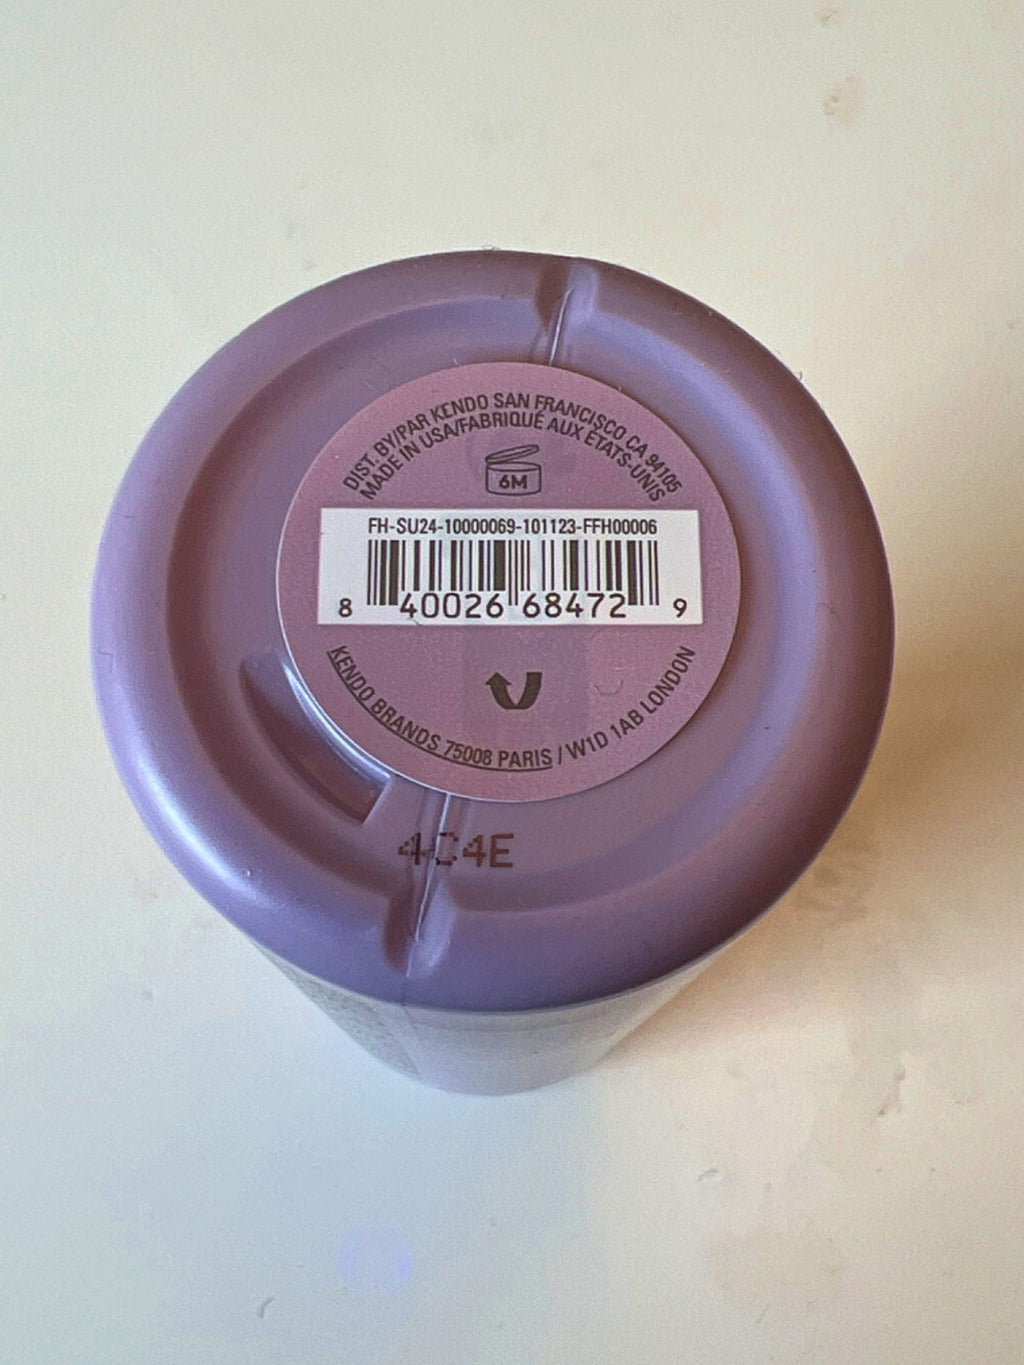 DIST. BY/PAR KENDO SAN FRANCISCO CA 94105
MADE IN USA/FABRIQUÉ AUX ÉTATS-UNIS
6M
FH-SU24-10000069-101123-FFH00006
8 40026 68472 9
KENDO BRANDS 75008 PARIS / W1D 1AB LONDON
4C4E